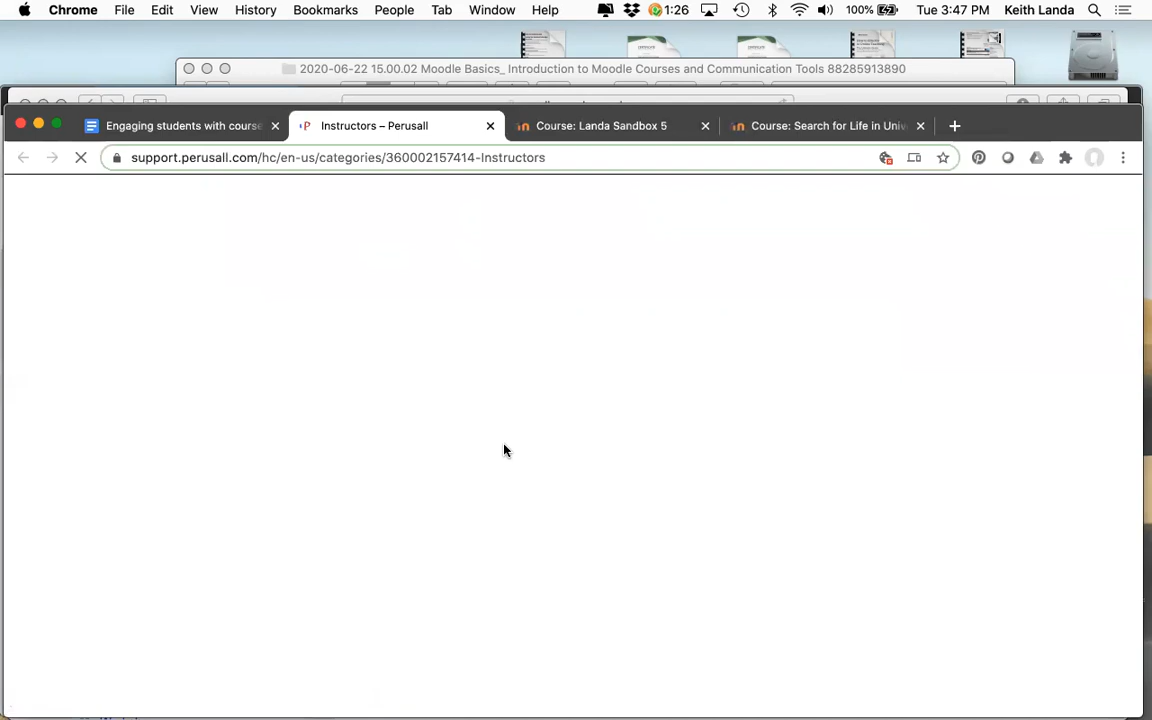 Chrome File Edit View History Bookmarks People Tab Window Help 1:26 100% Tue 3:47 PM Keith Landa
2020-06-22 15.00.02 Moodle Basics_ Introduction to Moodle Courses and Communication Tools 88285913890
Engaging students with course Instructors – Perusall Course: Landa Sandbox 5 Course: Search for Life in Univ
support.perusall.com/hc/en-us/categories/360002157414-Instructors